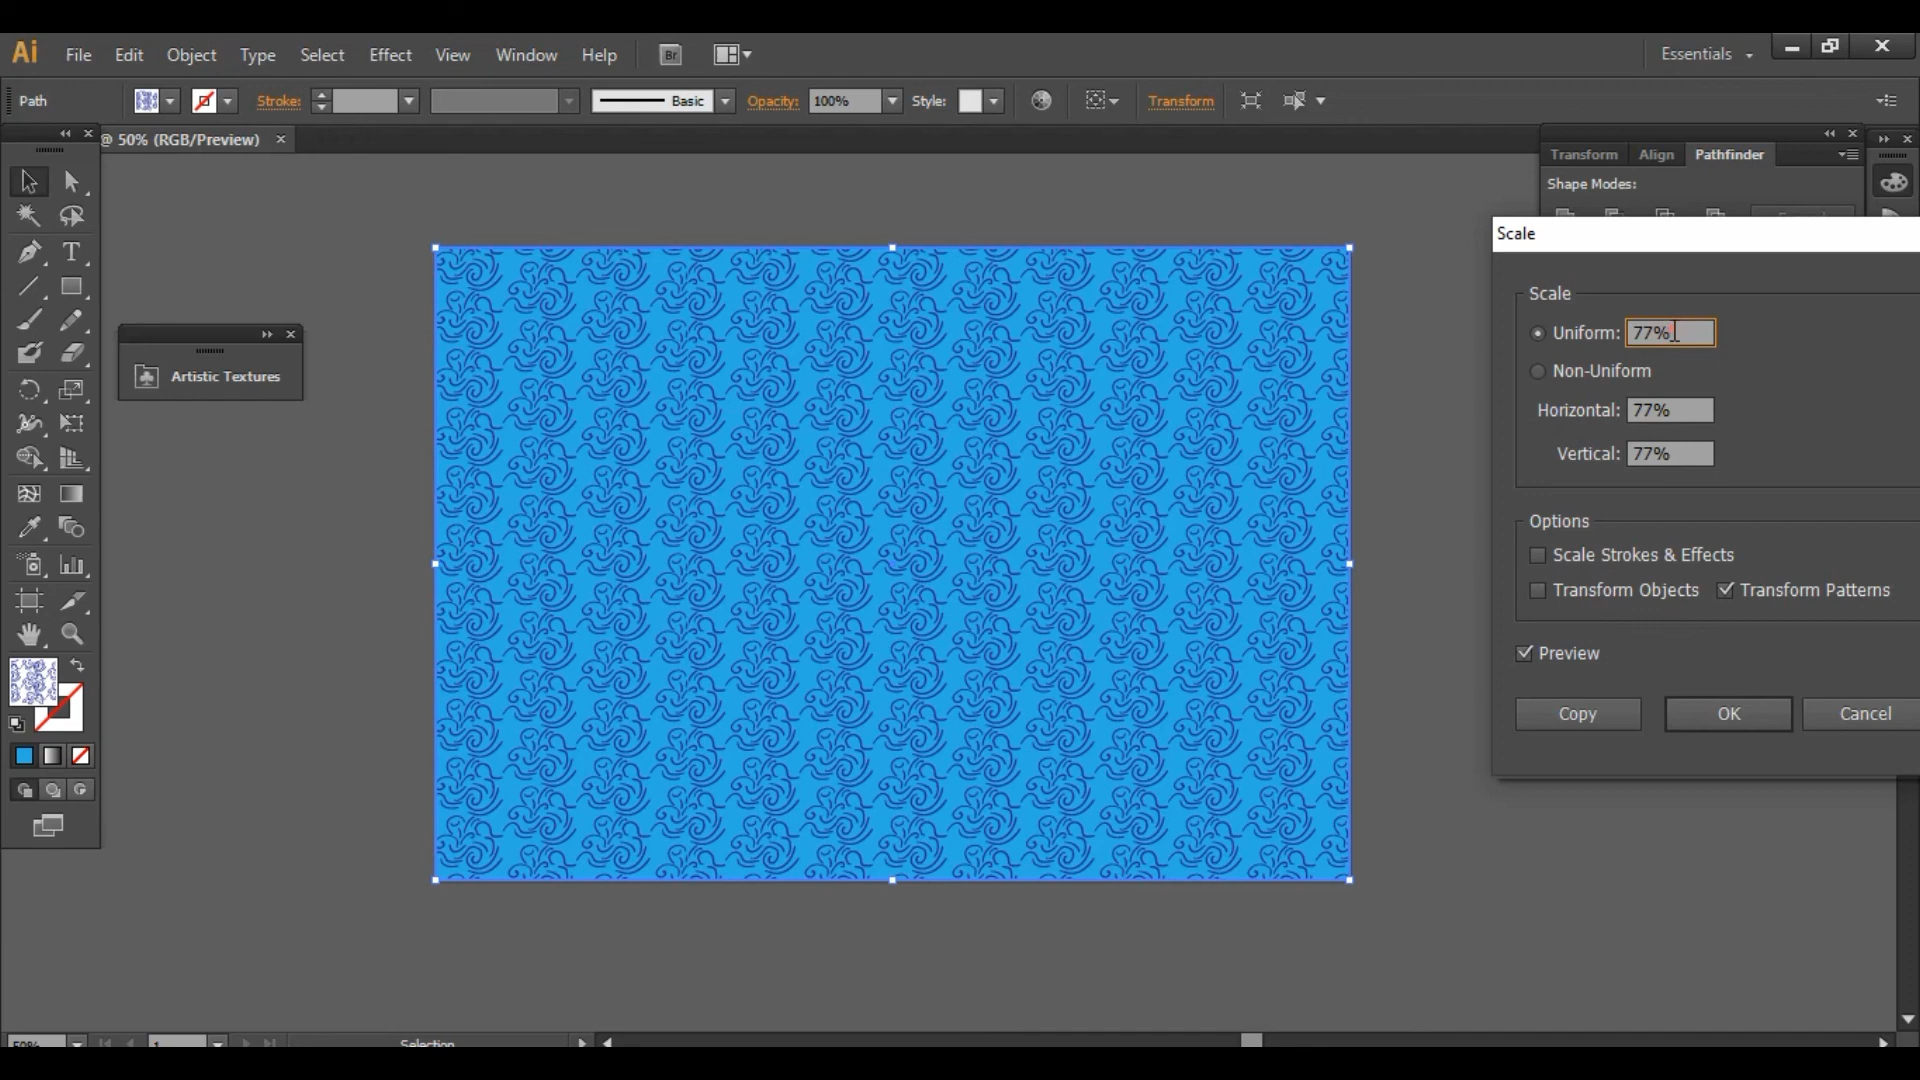 Ai File Edit Object Type Select Effect View Window Help Br Essentials
Path Stroke: Basic Opacity: 100% Style: Transform
@ 50% (RGB/Preview)
Transform Align Pathfinder
Shape Modes:
Scale
Scale
Uniform: 77%
Non-Uniform
Artistic Textures
Horizontal: 77%
Vertical: 77%
Options
Scale Strokes & Effects
Transform Objects Transform Patterns
Preview
Copy OK Cancel
50% 1 Selection